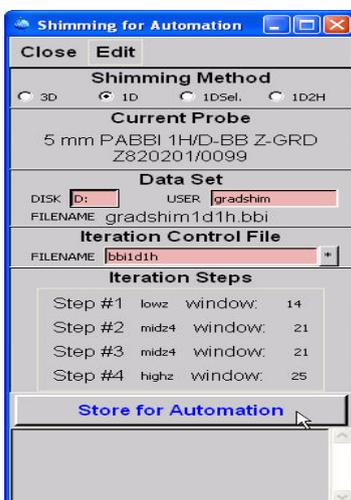 Shimming for Automation
Close Edit
Shimming Method
3D 1D 1DSel. 1D2H
Current Probe
5 mm PABBI 1H/D-BB Z-GRD
Z820201/0099
Data Set
DISK D: USER gradshim
FILENAME gradshim1d1h.bbi
Iteration Control File
FILENAME bbi1d1h *
Iteration Steps
Step #1 lowz window: 14
Step #2 midz4 window: 21
Step #3 midz4 window: 21
Step #4 highz window: 25
Store for Automation